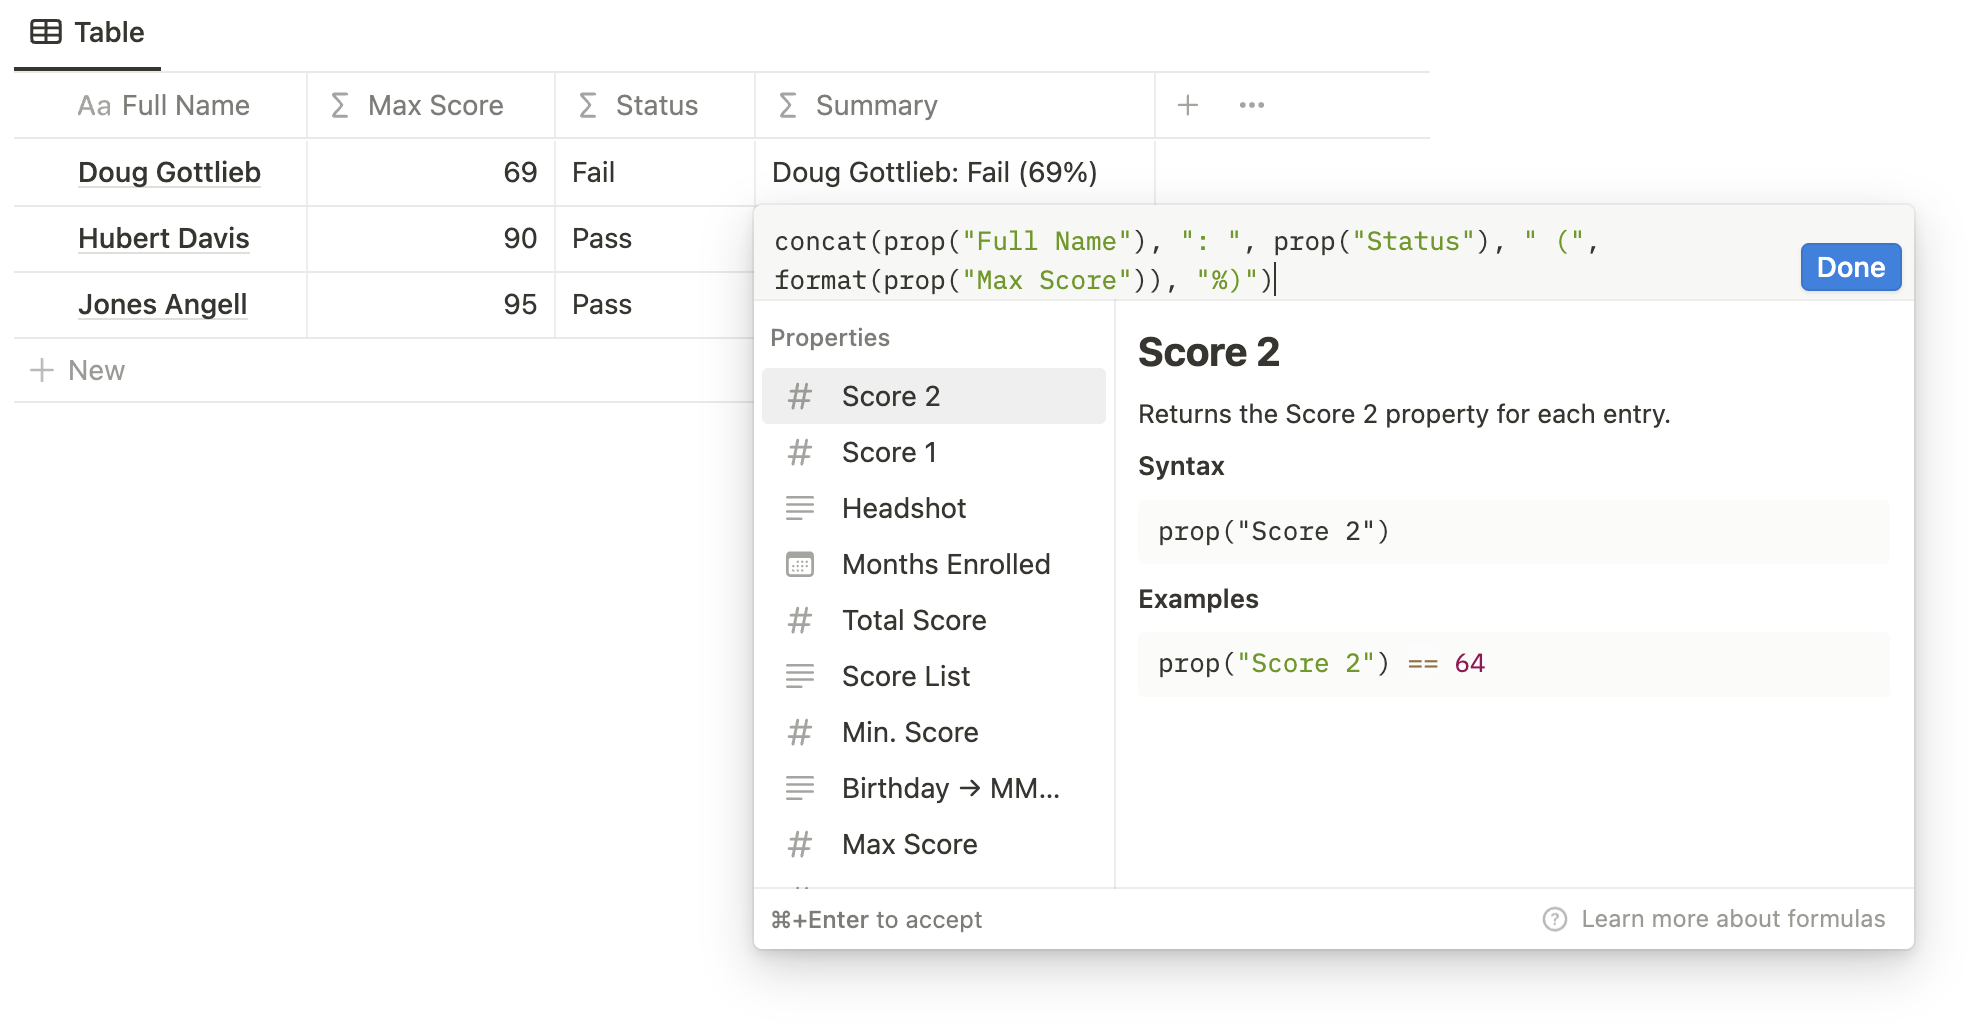 Table
Aa Full Name Σ Max Score Σ Status Σ Summary + •••
Doug Gottlieb 69 Fail Doug Gottlieb: Fail (69%)
Hubert Davis 90 Pass
Jones Angell 95 Pass
+ New
concat(prop("Full Name"), ": ", prop("Status"), " (",
format(prop("Max Score")), "%)")
Done
Properties
# Score 2
# Score 1
Headshot
Months Enrolled
# Total Score
Score List
# Min. Score
Birthday → MM...
# Max Score
Score 2
Returns the Score 2 property for each entry.
Syntax
prop("Score 2")
Examples
prop("Score 2") == 64
⌘+Enter to accept
? Learn more about formulas